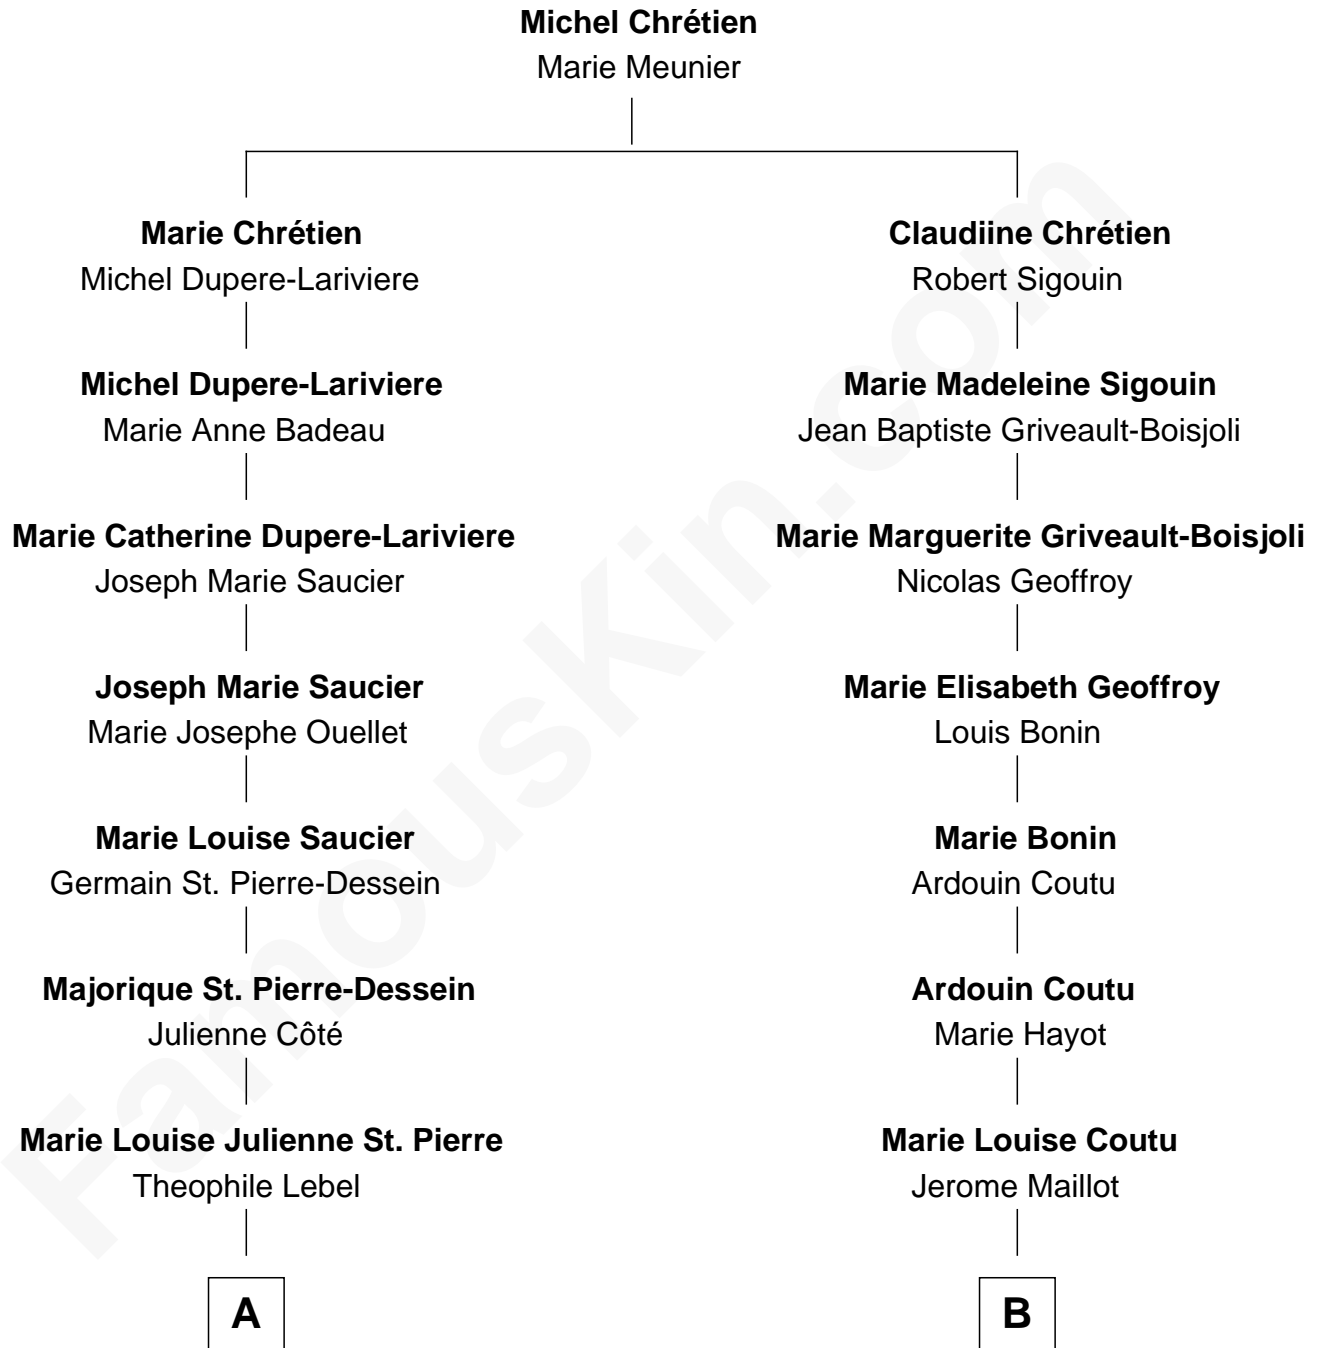 Michel Chrétien
Marie Meunier
Marie Chrétien
Michel Dupere-Lariviere
Claudiine Chrétien
Robert Sigouin
Michel Dupere-Lariviere
Marie Anne Badeau
Marie Madeleine Sigouin
Jean Baptiste Griveault-Boisjoli
Marie Catherine Dupere-Lariviere
Joseph Marie Saucier
Marie Marguerite Griveault-Boisjoli
Nicolas Geoffroy
Joseph Marie Saucier
Marie Josephe Ouellet
Marie Elisabeth Geoffroy
Louis Bonin
Marie Louise Saucier
Germain St. Pierre-Dessein
Marie Bonin
Ardouin Coutu
Majorique St. Pierre-Dessein
Julienne Côté
Ardouin Coutu
Marie Hayot
Marie Louise Julienne St. Pierre
Theophile Lebel
Marie Louise Coutu
Jerome Maillot
A
B
FamousKin.com